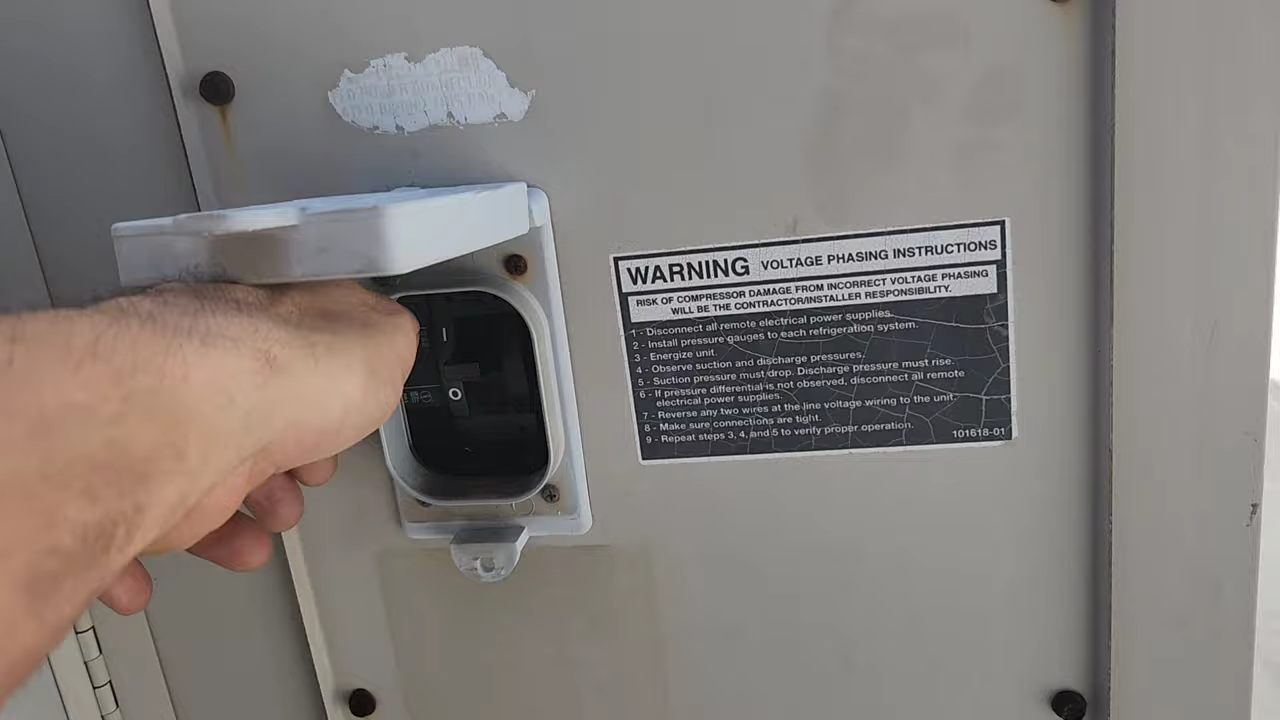 I
O
WARNING VOLTAGE PHASING INSTRUCTIONS
RISK OF COMPRESSOR DAMAGE FROM INCORRECT VOLTAGE PHASING
WILL BE THE CONTRACTOR/INSTALLER RESPONSIBILITY.
1 - Disconnect all remote electrical power supplies.
2 - Install pressure gauges to each refrigeration system.
3 - Energize unit.
4 - Observe suction and discharge pressures.
5 - Suction pressure must drop. Discharge pressure must rise.
6 - If pressure differential is not observed, disconnect all remote
electrical power supplies.
7 - Reverse any two wires at the line voltage wiring to the unit.
8 - Make sure connections are tight.
9 - Repeat steps 3, 4, and 5 to verify proper operation.
101618-01